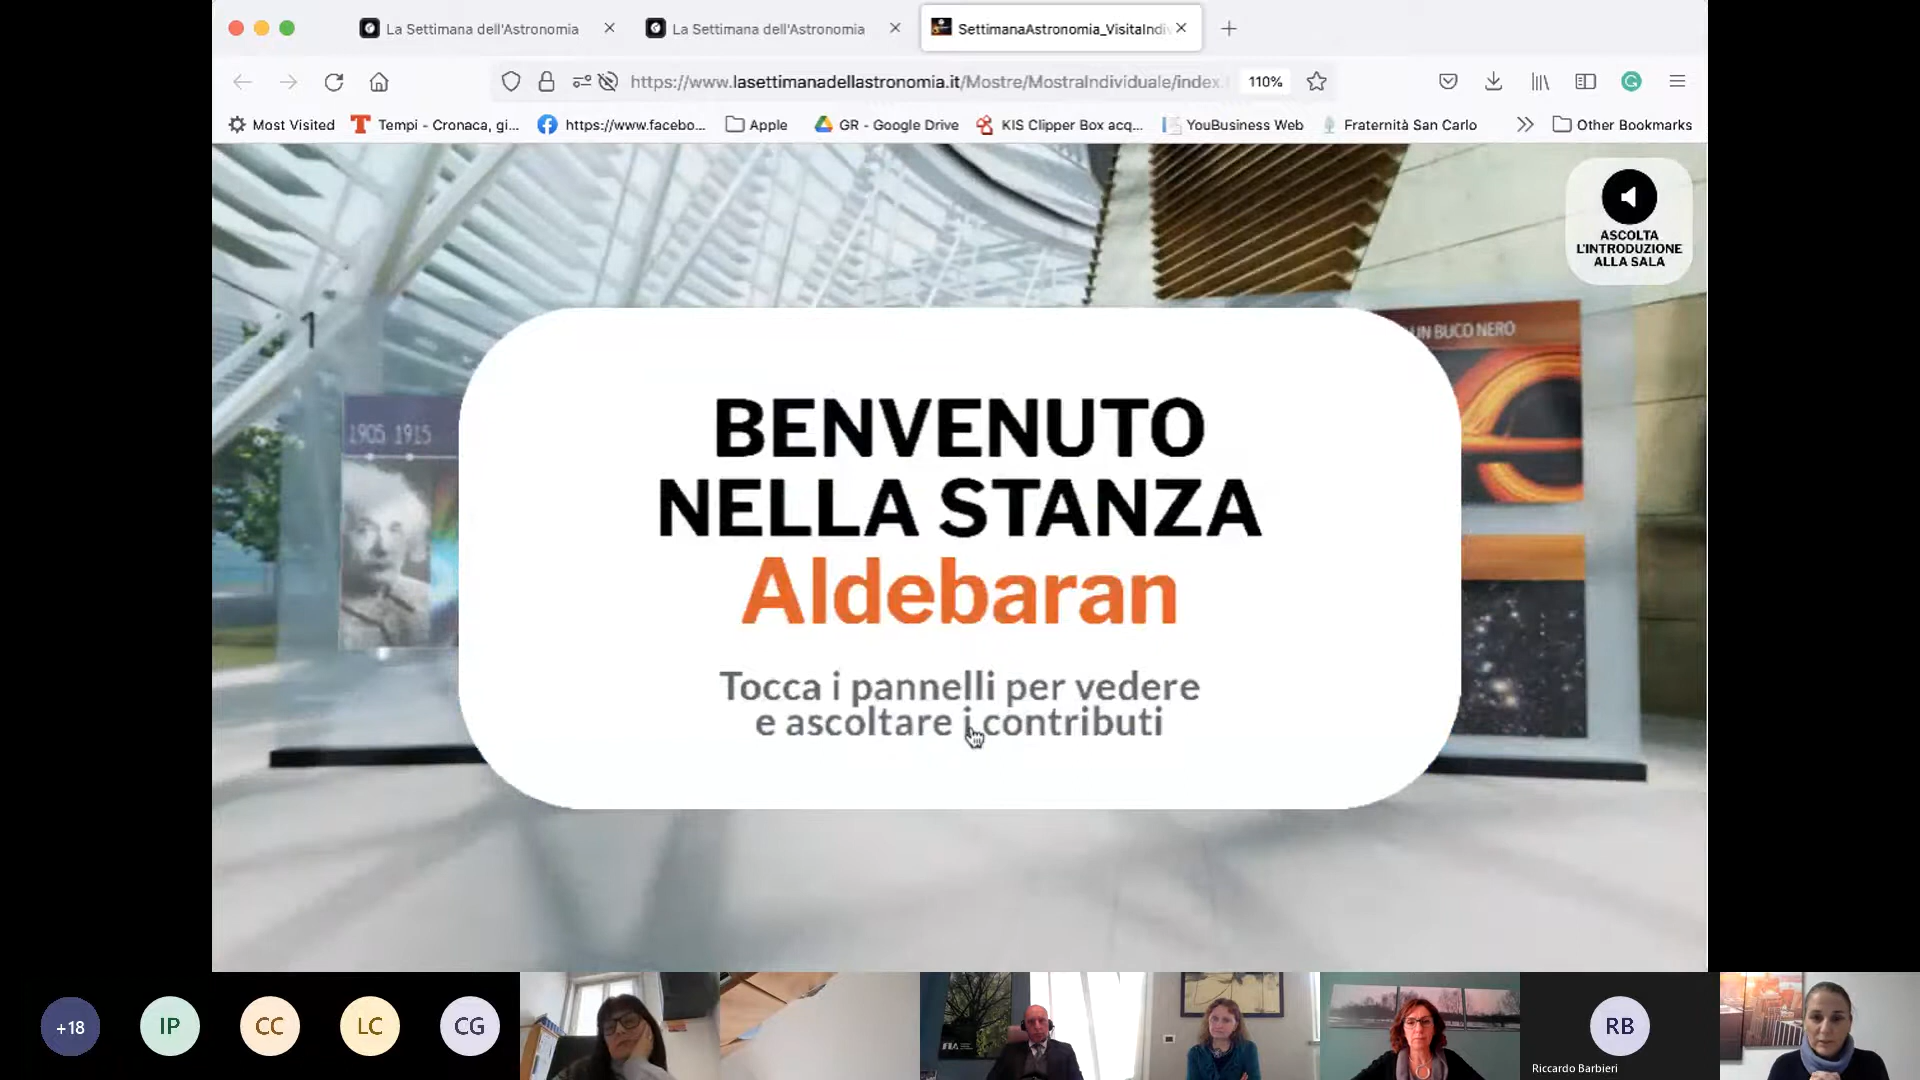 La Settimana dell'Astronomia
La Settimana dell'Astronomia
SettimanaAstronomia_VisitaIndiv
https://www.lasettimanadellastronomia.it/Mostre/MostraIndividuale/index.
110%
Most Visited
Tempi - Cronaca, gi...
https://www.facebo...
Apple
GR - Google Drive
KIS Clipper Box acq...
YouBusiness Web
Fraternità San Carlo
Other Bookmarks
ASCOLTA
L'INTRODUZIONE
ALLA SALA
1
UN BUCO NERO
1905 1915
BENVENUTO
NELLA STANZA
Aldebaran
Tocca i pannelli per vedere
e ascoltare i contributi
+18
IP
CC
LC
CG
RB
Riccardo Barbieri